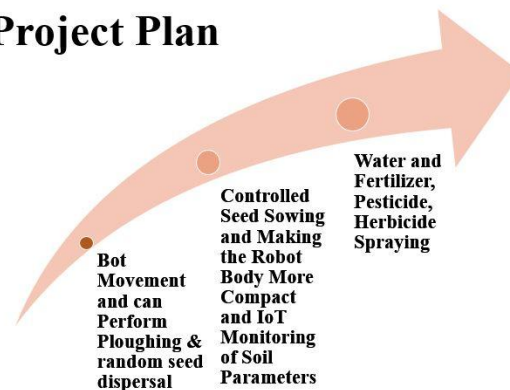 Project Plan
Bot
Movement
and can
Perform
Ploughing &
random seed
dispersal
Controlled
Seed Sowing
and Making
the Robot
Body More
Compact
and IoT
Monitoring
of Soil
Parameters
Water and
Fertilizer,
Pesticide,
Herbicide
Spraying